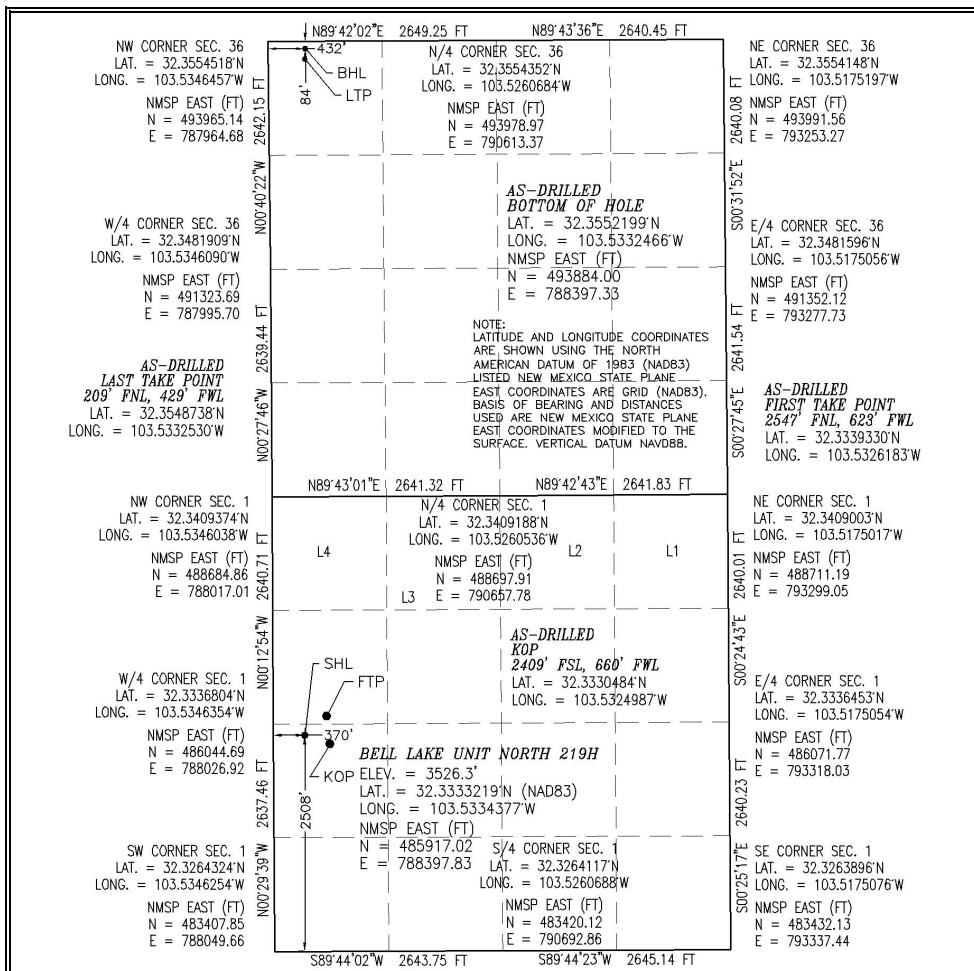 N89°42'02"E 2649.25 FT N89°43'36"E 2640.45 FT
NW CORNER SEC. 36
LAT. = 32.3554518'N
LONG. = 103.5346457'W
NMSP EAST (FT)
N = 493965.14
E = 787964.68
432'
BHL
LTP
84'
N/4 CORNER SEC. 36
LAT. = 32.3554352'N
LONG. = 103.5260684'W
NMSP EAST (FT)
N = 493978.97
E = 790613.37
NE CORNER SEC. 36
LAT. = 32.3554148'N
LONG. = 103.5175197'W
NMSP EAST (FT)
N = 493991.56
E = 793253.27
N00°40'22"W 2642.15 FT
S00°31'52"E 2640.08 FT
AS-DRILLED
BOTTOM OF HOLE
LAT. = 32.3552199'N
LONG. = 103.5332466'W
NMSP EAST (FT)
N = 493884.00
E = 788397.33
W/4 CORNER SEC. 36
LAT. = 32.3481909'N
LONG. = 103.5346090'W
NMSP EAST (FT)
N = 491323.69
E = 787995.70
E/4 CORNER SEC. 36
LAT. = 32.3481596'N
LONG. = 103.5175056'W
NMSP EAST (FT)
N = 491352.12
E = 793277.73
NOTE:
LATITUDE AND LONGITUDE COORDINATES
ARE SHOWN USING THE NORTH
AMERICAN DATUM OF 1983 (NAD83)
LISTED NEW MEXICO STATE PLANE
EAST COORDINATES ARE GRID (NAD83).
BASIS OF BEARING AND DISTANCES
USED ARE NEW MEXICO STATE PLANE
EAST COORDINATES MODIFIED TO THE
SURFACE. VERTICAL DATUM NAVD88.
AS-DRILLED
LAST TAKE POINT
209' FNL, 429' FWL
LAT. = 32.3548738'N
LONG. = 103.5332530'W
N00°27'46"W 2639.44 FT
S00°27'45"E 2641.54 FT
AS-DRILLED
FIRST TAKE POINT
2547' FNL, 623' FWL
LAT. = 32.3339330'N
LONG. = 103.5326183'W
N89°43'01"E 2641.32 FT N89°42'43"E 2641.83 FT
NW CORNER SEC. 1
LAT. = 32.3409374'N
LONG. = 103.5346038'W
NMSP EAST (FT)
N = 488684.86
E = 788017.01
N/4 CORNER SEC. 1
LAT. = 32.3409188'N
LONG. = 103.5260536'W
NMSP EAST (FT)
N = 488697.91
E = 790657.78
L4
L3
L2
L1
NE CORNER SEC. 1
LAT. = 32.3409003'N
LONG. = 103.5175017'W
NMSP EAST (FT)
N = 488711.19
E = 793299.05
N00°12'54"W 2640.71 FT
S00°24'43"E 2640.01 FT
AS-DRILLED
KOP
2409' FSL, 660' FWL
LAT. = 32.3330484'N
LONG. = 103.5324987'W
SHL
FTP
370'
KOP
2508'
W/4 CORNER SEC. 1
LAT. = 32.3336804'N
LONG. = 103.5346354'W
NMSP EAST (FT)
N = 486044.69
E = 788026.92
E/4 CORNER SEC. 1
LAT. = 32.3336453'N
LONG. = 103.5175054'W
NMSP EAST (FT)
N = 486071.77
E = 793318.03
BELL LAKE UNIT NORTH 219H
ELEV. = 3526.3'
LAT. = 32.3333219'N (NAD83)
LONG. = 103.5334377'W
NMSP EAST (FT)
N = 485917.02
E = 788397.83
N00°29'39"W 2637.46 FT
S00°25'17"E 2640.23 FT
SW CORNER SEC. 1
LAT. = 32.3264324'N
LONG. = 103.5346254'W
NMSP EAST (FT)
N = 483407.85
E = 788049.66
S/4 CORNER SEC. 1
LAT. = 32.3264117'N
LONG. = 103.5260688'W
NMSP EAST (FT)
N = 483420.12
E = 790692.86
SE CORNER SEC. 1
LAT. = 32.3263896'N
LONG. = 103.5175076'W
NMSP EAST (FT)
N = 483432.13
E = 793337.44
S89°44'02"W 2643.75 FT S89°44'23"W 2645.14 FT